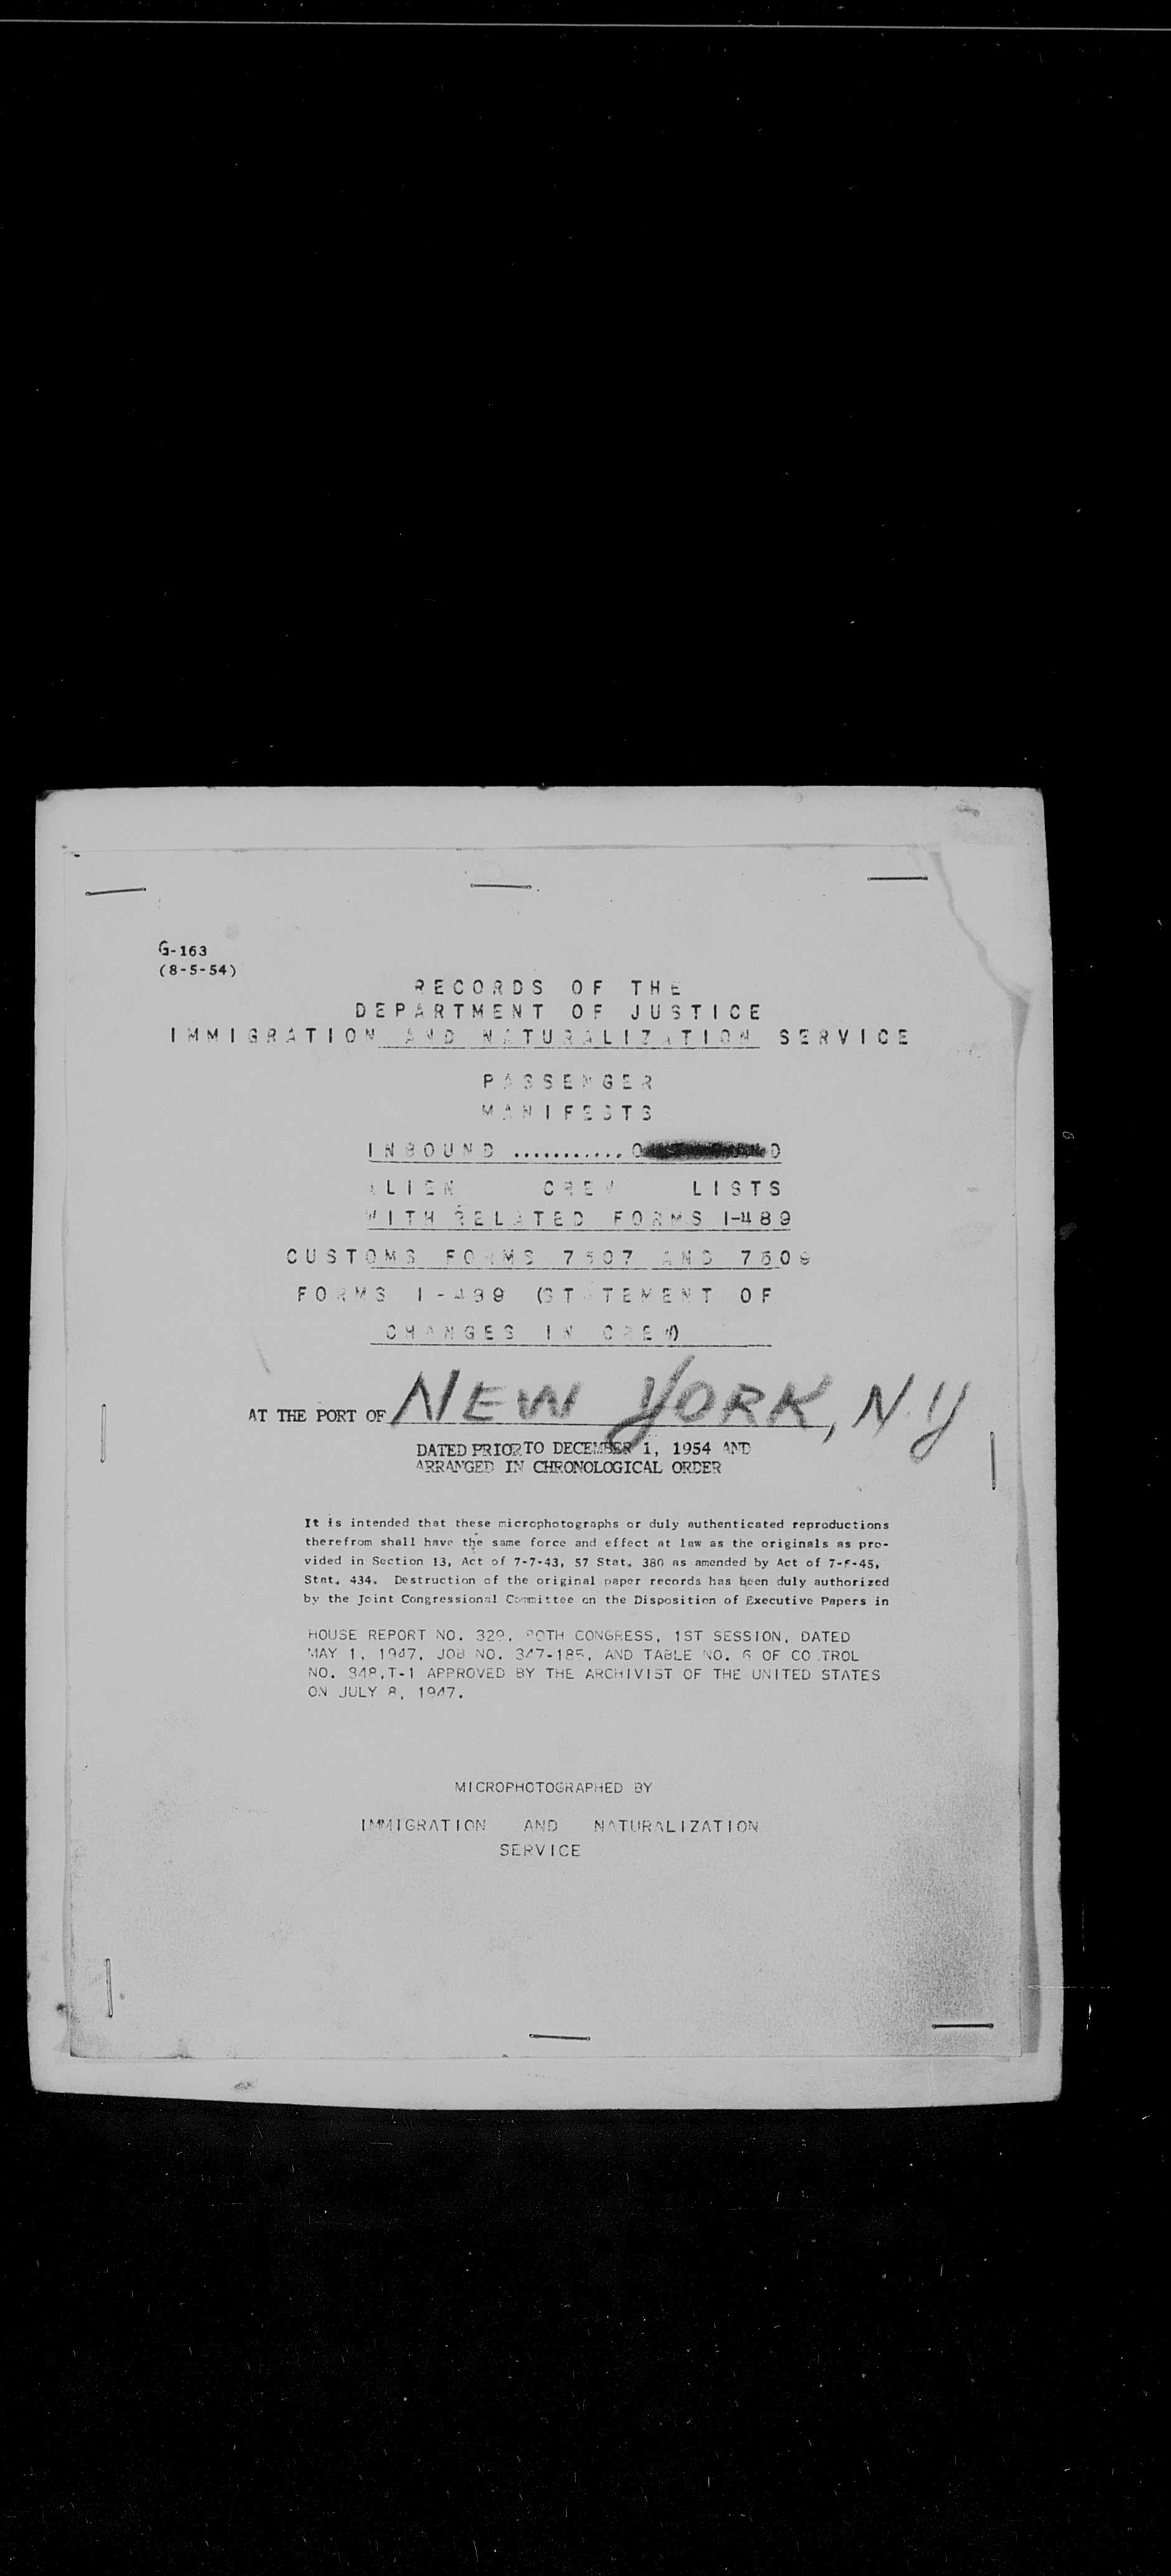 G-163
(8-5-54)
RECORDS OF THE
DEPARTMENT OF JUSTICE
IMMIGRATION AND NATURALIZATION SERVICE
PASSENGER
MANIFESTS
INBOUND ...........
ALIEN CREW LISTS
WITH RELATED FORMS I-489
CUSTOMS FORMS 7507 AND 7509
FORMS I-489 (STATEMENT OF
CHANGES IN CREW)
AT THE PORT OF NEW YORK, N.Y
DATED PRIOR TO DECEMBER 1, 1954 AND
ARRANGED IN CHRONOLOGICAL ORDER
It is intended that these microphotographs or duly authenticated reproductions
therefrom shall have the same force and effect at law as the originals as pro-
vided in Section 13, Act of 7-7-43, 57 Stat. 380 as amended by Act of
Stat. 434. Destruction of the original paper records has been duly authorized
by the Joint Congressional Committee on the Disposition of Executive Papers in
HOUSE REPORT NO. 329, 80TH CONGRESS, 1ST SESSION, DATED
MAY 1, 1947, JOB NO. 347-185, AND TABLE NO. 6 OF CO TROL
NO. 348,T-1 APPROVED BY THE ARCHIVIST OF THE UNITED STATES
ON JULY 8, 1947.
MICROPHOTOGRAPHED BY
IMMIGRATION AND NATURALIZATION
SERVICE